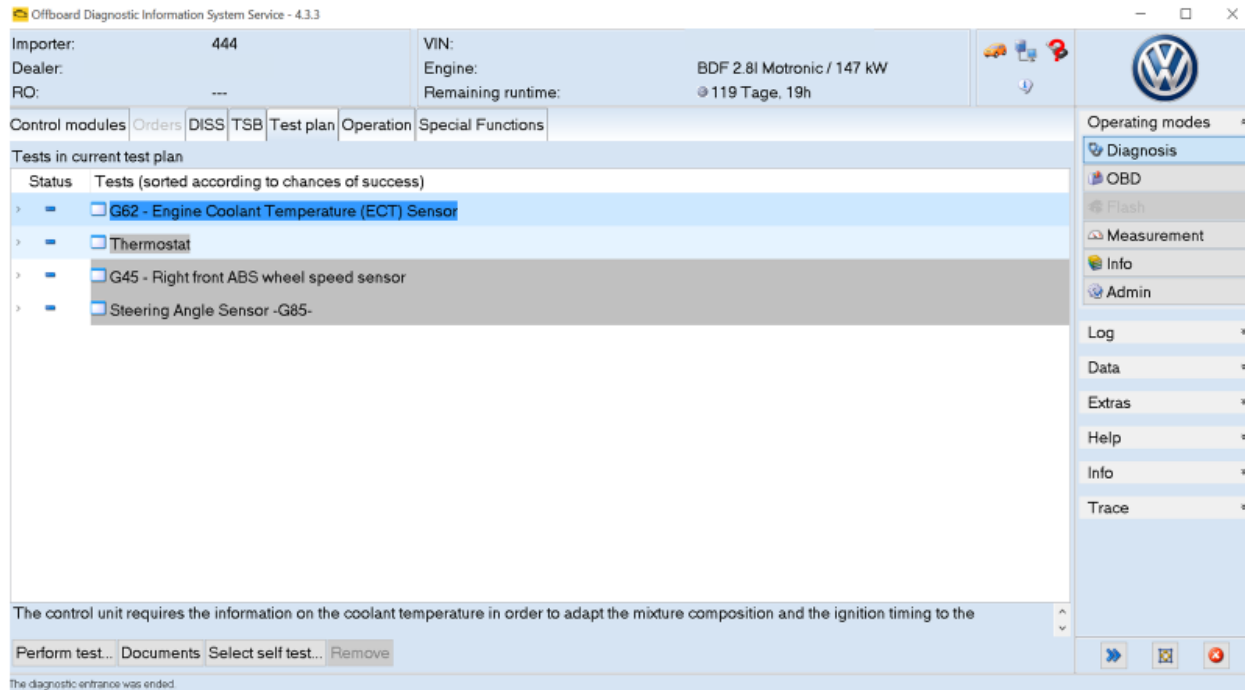 Offboard Diagnostic Information System Service - 4.3.3
Importer: 444 VIN:
Dealer: Engine: BDF 2.8l Motronic / 147 kW
RO: --- Remaining runtime: 119 Tage, 19h
Control modules Orders DISS TSB Test plan Operation Special Functions
Operating modes
Tests in current test plan
Diagnosis
Status Tests (sorted according to chances of success)
OBD
G62 - Engine Coolant Temperature (ECT) Sensor
Flash
Thermostat
Measurement
G45 - Right front ABS wheel speed sensor
Info
Steering Angle Sensor -G85-
Admin
Log
Data
Extras
Help
Info
Trace
The control unit requires the information on the coolant temperature in order to adapt the mixture composition and the ignition timing to the
Perform test... Documents Select self test... Remove
The diagnostic entrance was ended.